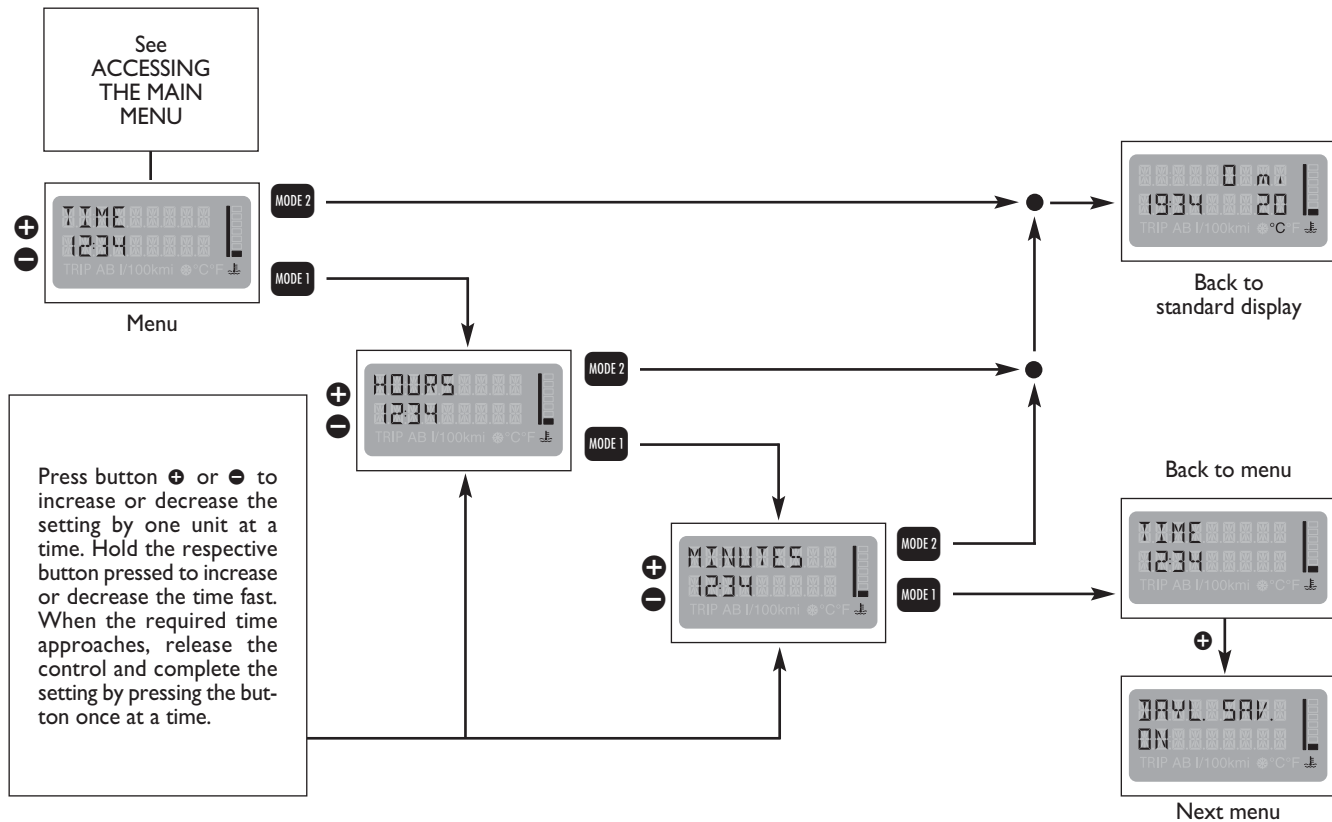 See
ACCESSING
THE MAIN
MENU
TIME
12:34
TRIP AB l/100kmi °C°F
Menu
MODE 2
MODE 1
0 mi
19:34 20
TRIP AB l/100kmi °C°F
Back to
standard display
HOURS
12:34
TRIP AB l/100kmi °C°F
MODE 2
MODE 1
Press button + or - to
increase or decrease the
setting by one unit at a
time. Hold the respective
button pressed to increase
or decrease the time fast.
When the required time
approaches, release the
control and complete the
setting by pressing the but-
ton once at a time.
MINUTES
12:34
TRIP AB l/100kmi °C°F
MODE 2
MODE 1
Back to menu
TIME
12:34
TRIP AB l/100kmi °C°F
+
DAYL. SAV.
ON
TRIP AB l/100kmi °C°F
Next menu